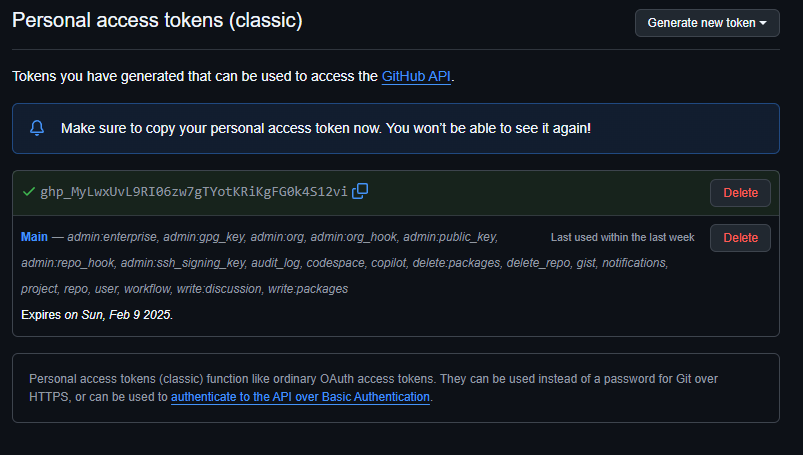 Personal access tokens (classic)
Generate new token
Tokens you have generated that can be used to access the GitHub API.
Make sure to copy your personal access token now. You won't be able to see it again!
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
Delete
Main — admin:enterprise, admin:gpg_key, admin:org, admin:org_hook, admin:public_key,
Last used within the last week
Delete
admin:repo_hook, admin:ssh_signing_key, audit_log, codespace, copilot, delete:packages, delete_repo, gist, notifications,
project, repo, user, workflow, write:discussion, write:packages
Expires on Sun, Feb 9 2025.
Personal access tokens (classic) function like ordinary OAuth access tokens. They can be used instead of a password for Git over
HTTPS, or can be used to authenticate to the API over Basic Authentication.